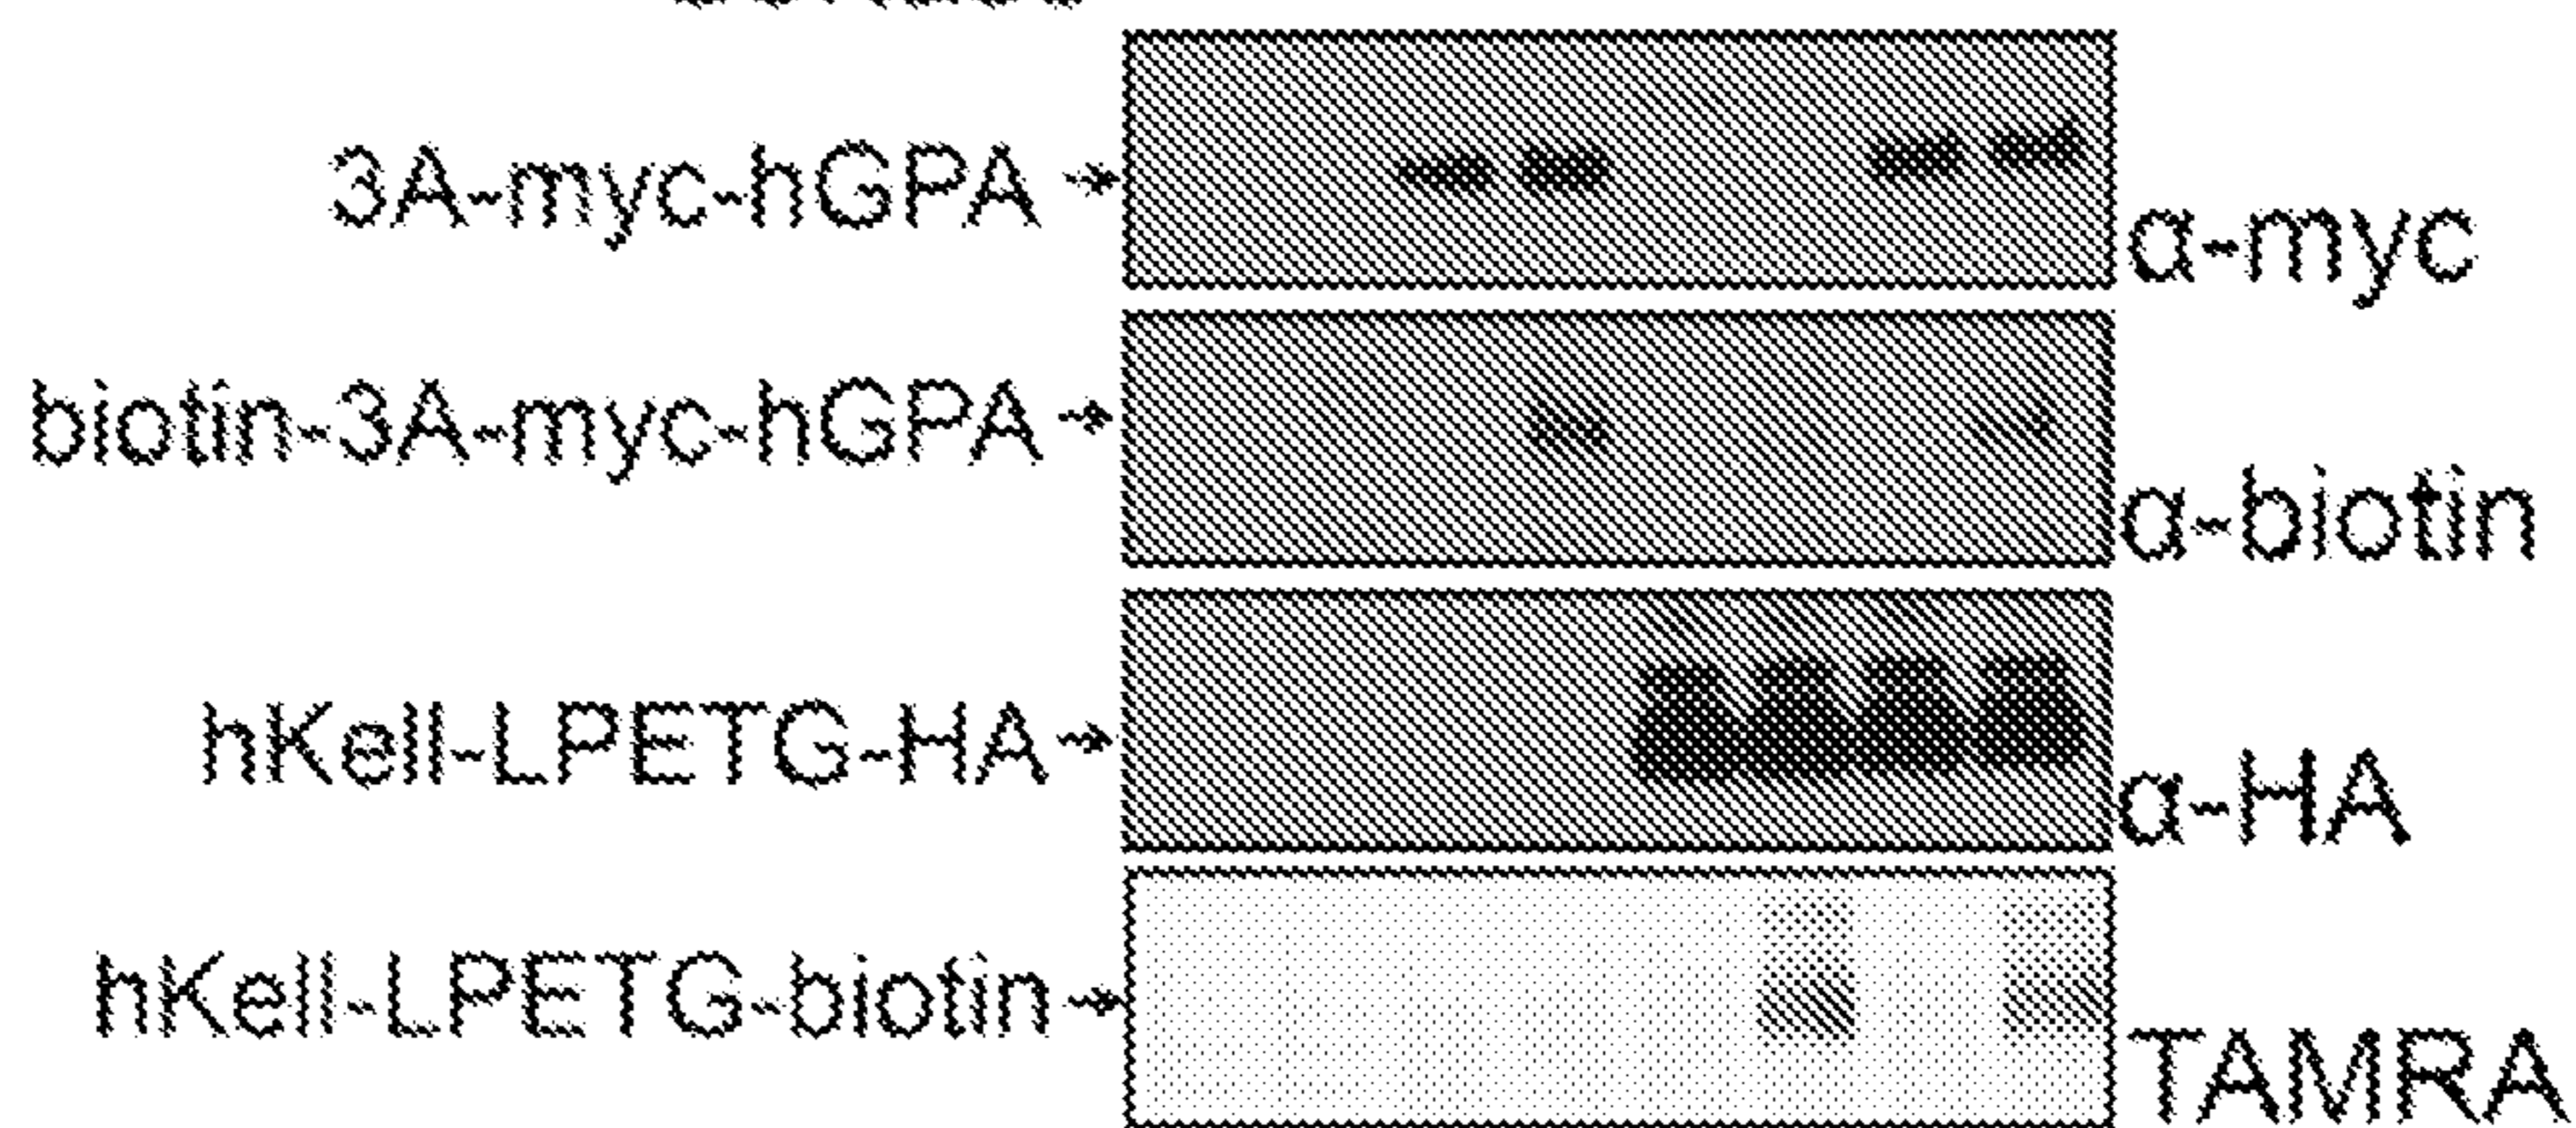 3A-myc-hGPA
α-myc
biotin-3A-myc-hGPA
α-biotin
hKell-LPETG-HA
α-HA
hKell-LPETG-biotin
TAMRA